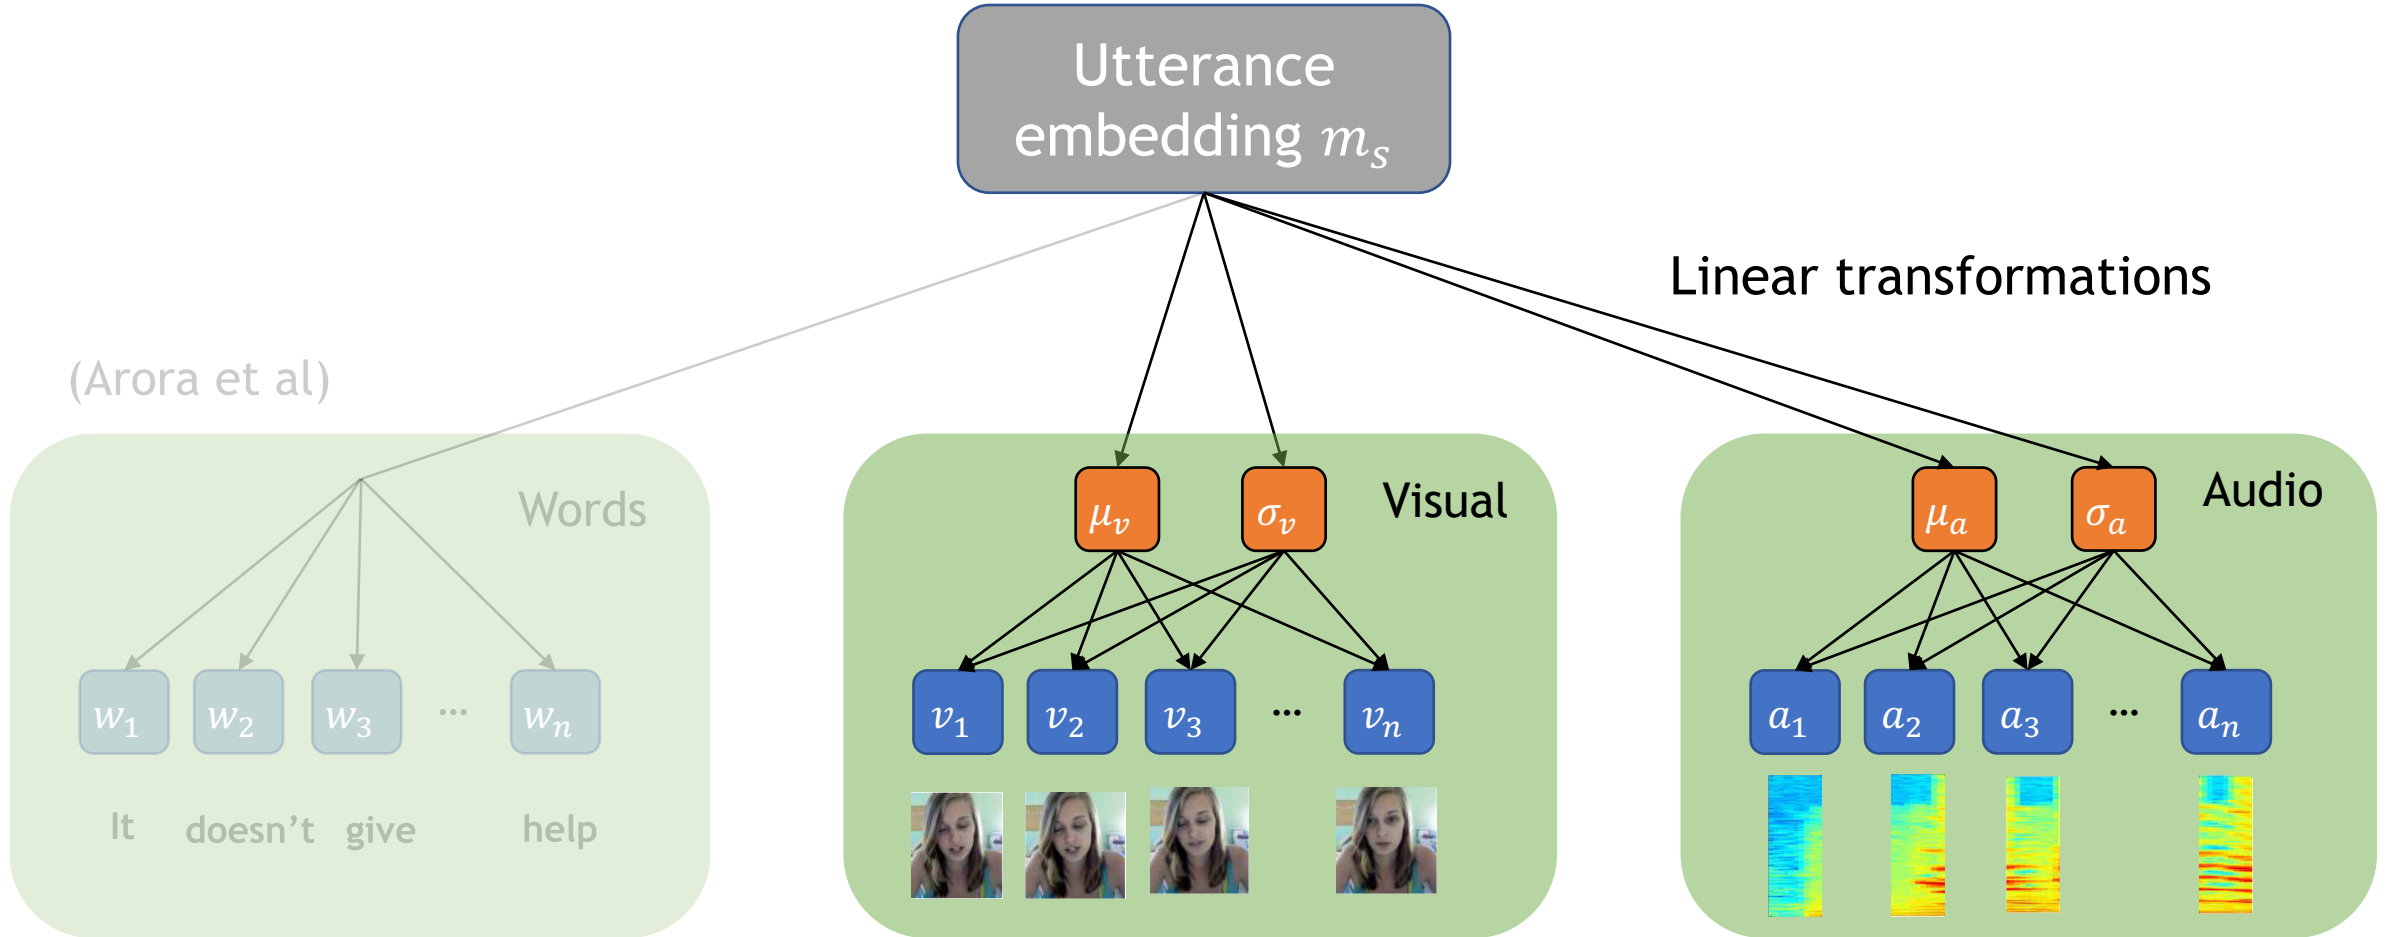 Utterance
embedding m_s
Linear transformations
(Arora et al)
Words
Visual
Audio
μ_v σ_v
μ_a σ_a
w_1 w_2 w_3 ... w_n
v_1 v_2 v_3 ... v_n
a_1 a_2 a_3 ... a_n
It doesn’t give help